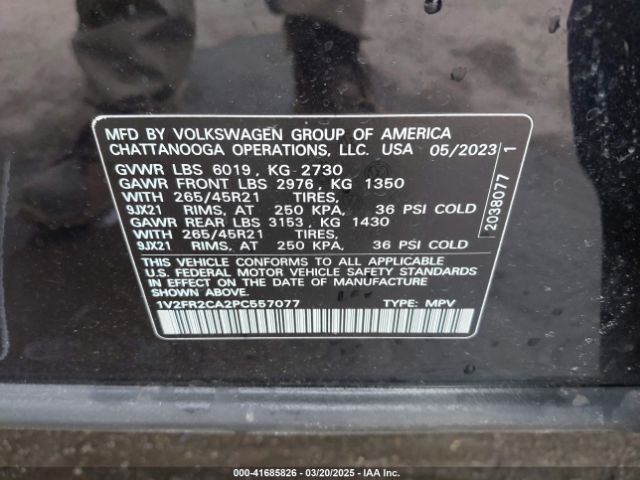 MFD BY VOLKSWAGEN GROUP OF AMERICA
CHATTANOOGA OPERATIONS, LLC. USA 05/2023
GVWR LBS 6019, KG 2730
GAWR FRONT LBS 2976, KG 1350
WITH 265/45R21 TIRES,
9JX21 RIMS, AT 250 KPA, 36 PSI COLD
GAWR REAR LBS 3153, KG 1430
WITH 265/45R21 TIRES,
9JX21 RIMS, AT 250 KPA, 36 PSI COLD
THIS VEHICLE CONFORMS TO ALL APPLICABLE
U.S. FEDERAL MOTOR VEHICLE SAFETY STANDARDS
IN EFFECT ON THE DATE OF MANUFACTURE
SHOWN ABOVE.
1V2FR2CA2PC557077 TYPE: MPV
2038077 1
000-41685826 - 03/20/2025 - IAA Inc.